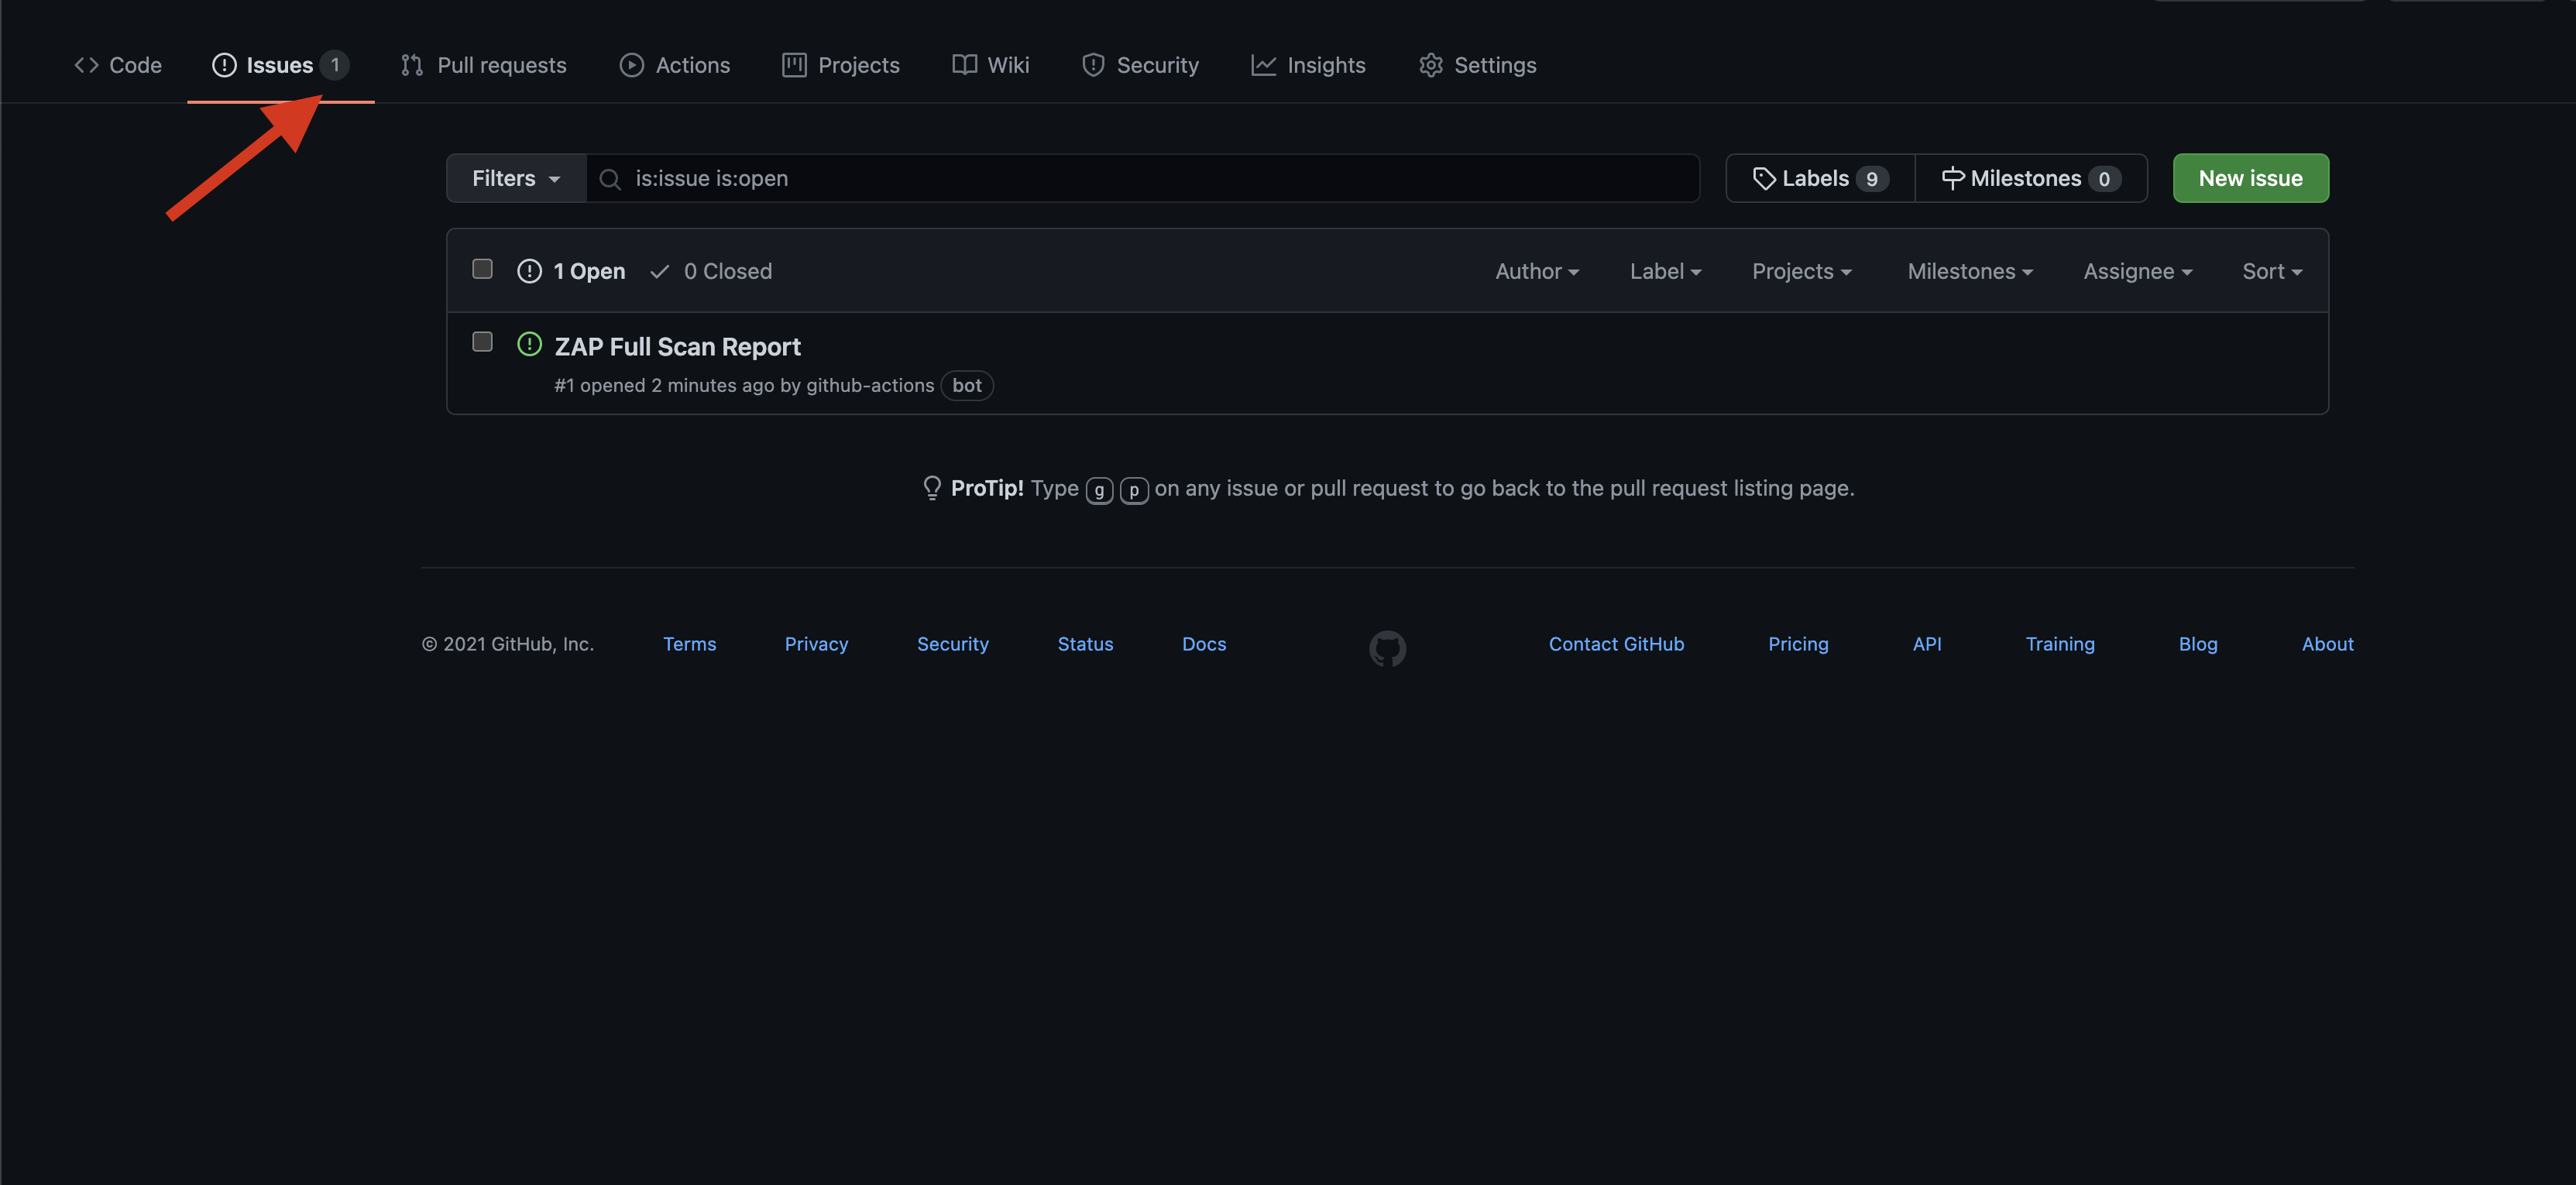 Code Issues 1 Pull requests Actions Projects Wiki Security Insights Settings
Filters is:issue is:open Labels 9 Milestones 0 New issue
1 Open 0 Closed Author Label Projects Milestones Assignee Sort
ZAP Full Scan Report
#1 opened 2 minutes ago by github-actions bot
ProTip! Type g p on any issue or pull request to go back to the pull request listing page.
© 2021 GitHub, Inc. Terms Privacy Security Status Docs Contact GitHub Pricing API Training Blog About